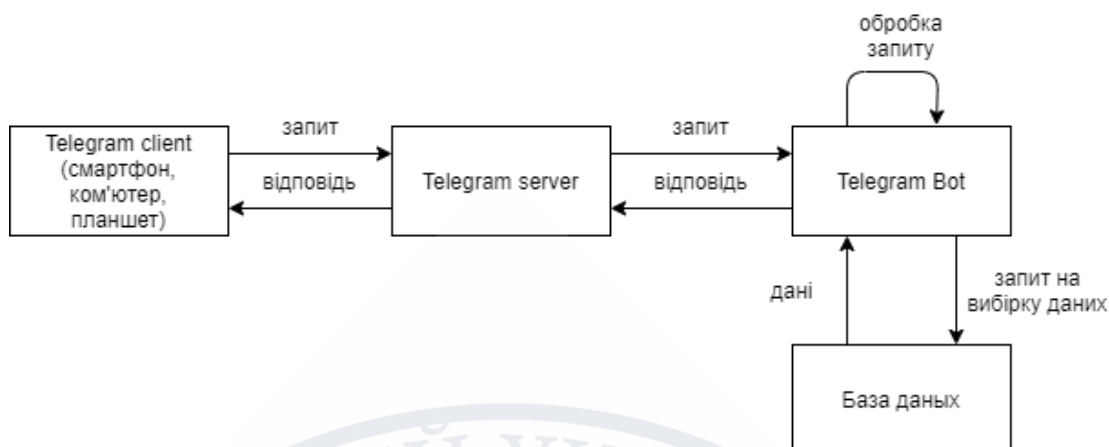 обробка
запиту
Telegram client
(смартфон,
ком'ютер,
планшет)
запит
відповідь
Telegram server
запит
відповідь
Telegram Bot
дані
запит на
вибірку даних
База даных